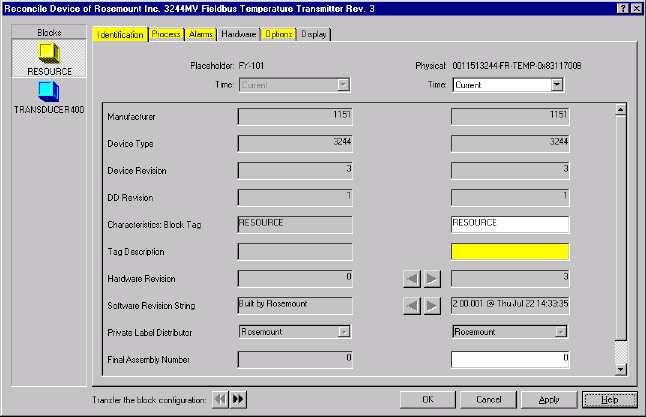 Reconcile Device of Rosemount Inc. 3244MV Fieldbus Temperature Transmitter Rev. 3
Blocks
RESOURCE
TRANSDUCER400
Identification Process Alarms Hardware Options Display
Placeholder: FY-101 Physical: 0011513244-FR-TEMP-0x83117008
Time: Current Time: Current
Manufacturer 1151 1151
Device Type 3244 3244
Device Revision 3 3
DD Revision 1 1
Characteristics: Block Tag RESOURCE RESOURCE
Tag Description
Hardware Revision 0 3
Software Revision String Built by Rosemount 2.00.001 @ Thu Jul 22 14:33:35
Private Label Distributor Rosemount Rosemount
Final Assembly Number 0 0
Transfer the block configuration: OK Cancel Apply Help